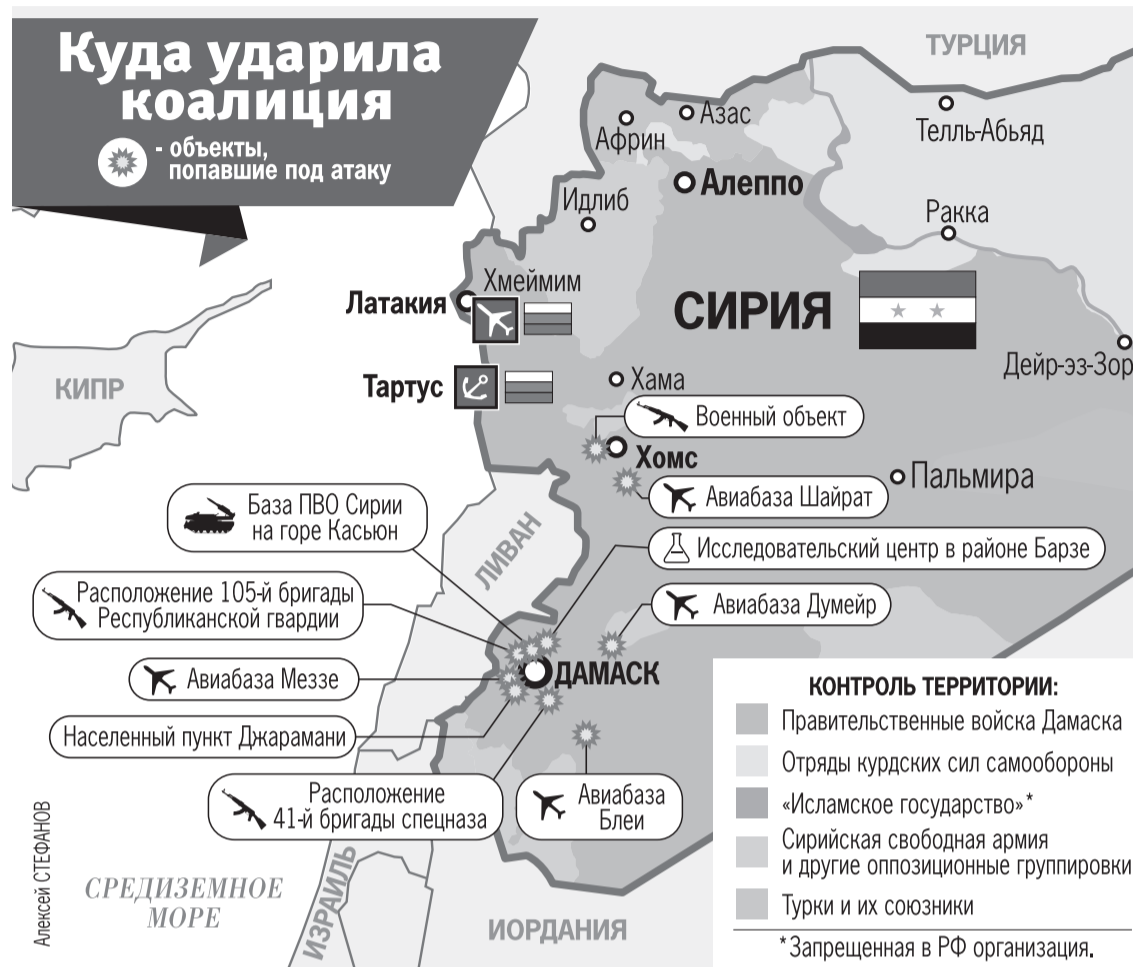 Куда ударила
коалиция
- объекты,
попавшие под атаку
ТУРЦИЯ
Азас
Африн
Телль-Абьяд
Алеппо
Идлиб
Ракка
Хмеймим
Латакия
СИРИЯ
Дейр-эз-Зор
КИПР
Тартус
Хама
Военный объект
Хомс
Пальмира
Авиабаза Шайрат
База ПВО Сирии
на горе Касьюн
ЛИВАН
Исследовательский центр в районе Барзе
Расположение 105-й бригады
Республиканской гвардии
Авиабаза Думейр
Авиабаза Меззе
ДАМАСК
Населенный пункт Джарамани
Расположение
41-й бригады спецназа
Авиабаза
Блеи
КОНТРОЛЬ ТЕРРИТОРИИ:
Правительственные войска Дамаска
Отряды курдских сил самообороны
«Исламское государство»*
Сирийская свободная армия
и другие оппозиционные группировки
Турки и их союзники
*Запрещенная в РФ организация.
Алексей СТЕФАНОВ
СРЕДИЗЕМНОЕ
МОРЕ
ИЗРАИЛЬ
ИОРДАНИЯ